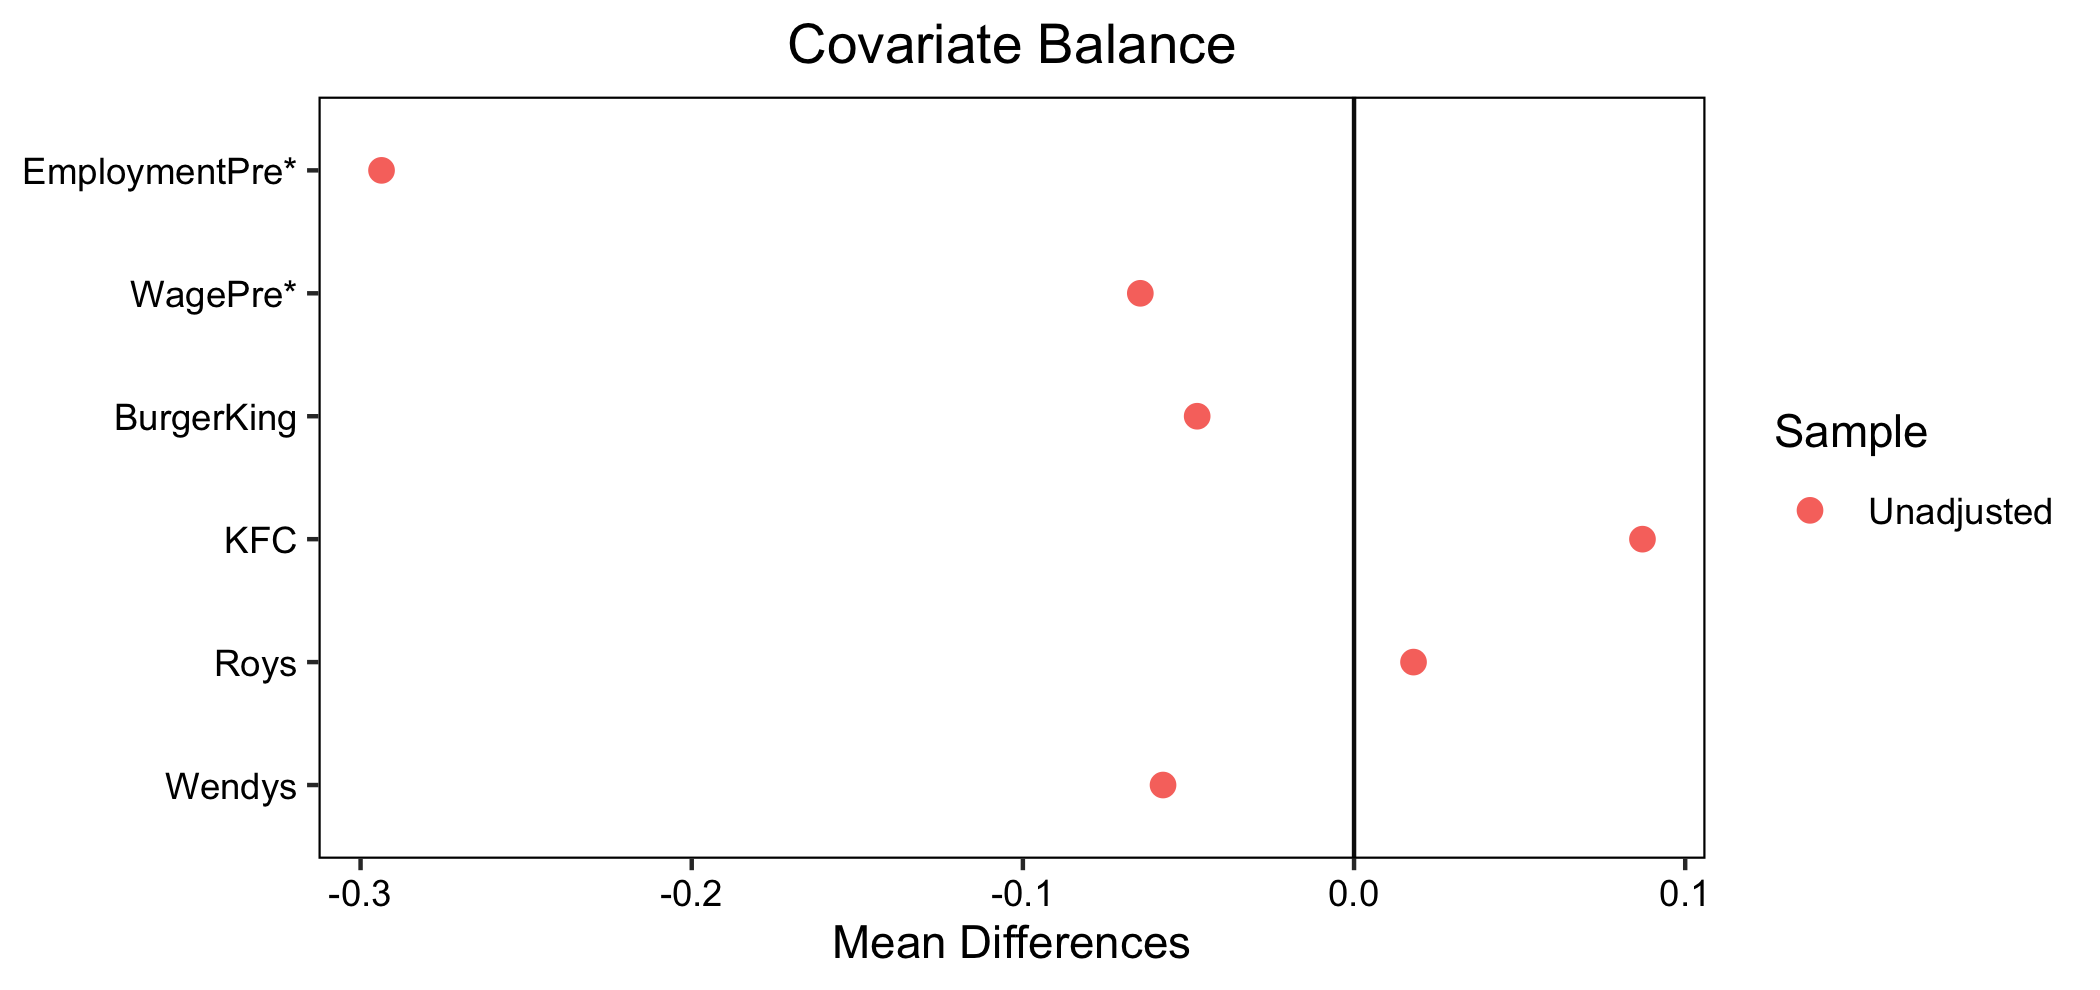 Covariate Balance
EmploymentPre*
WagePre*
BurgerKing
KFC
Roys
Wendys
-0.3 -0.2 -0.1 0.0 0.1
Mean Differences
Sample
Unadjusted